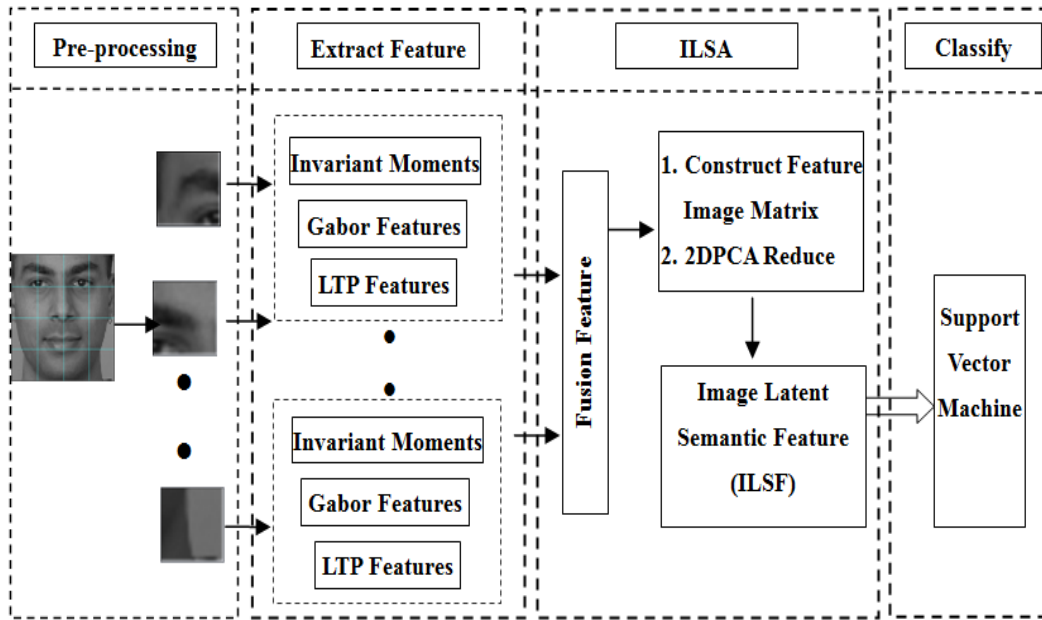 Pre-processing
Extract Feature
ILSA
Classify
Invariant Moments
Gabor Features
LTP Features
Invariant Moments
Gabor Features
LTP Features
Fusion Feature
1. Construct Feature
Image Matrix
2. 2DPCA Reduce
Image Latent
Semantic Feature
(ILSF)
Support
Vector
Machine